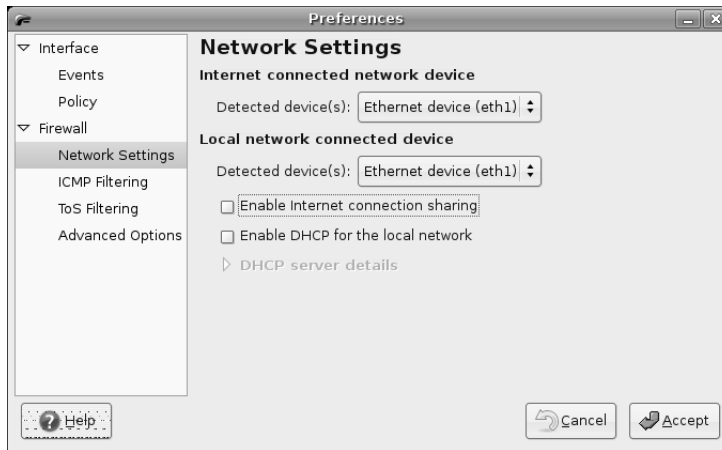 Preferences
Interface
Events
Policy
Firewall
Network Settings
ICMP Filtering
ToS Filtering
Advanced Options
Network Settings
Internet connected network device
Detected device(s): Ethernet device (eth1)
Local network connected device
Detected device(s): Ethernet device (eth1)
Enable Internet connection sharing
Enable DHCP for the local network
DHCP server details
Help
Cancel
Accept